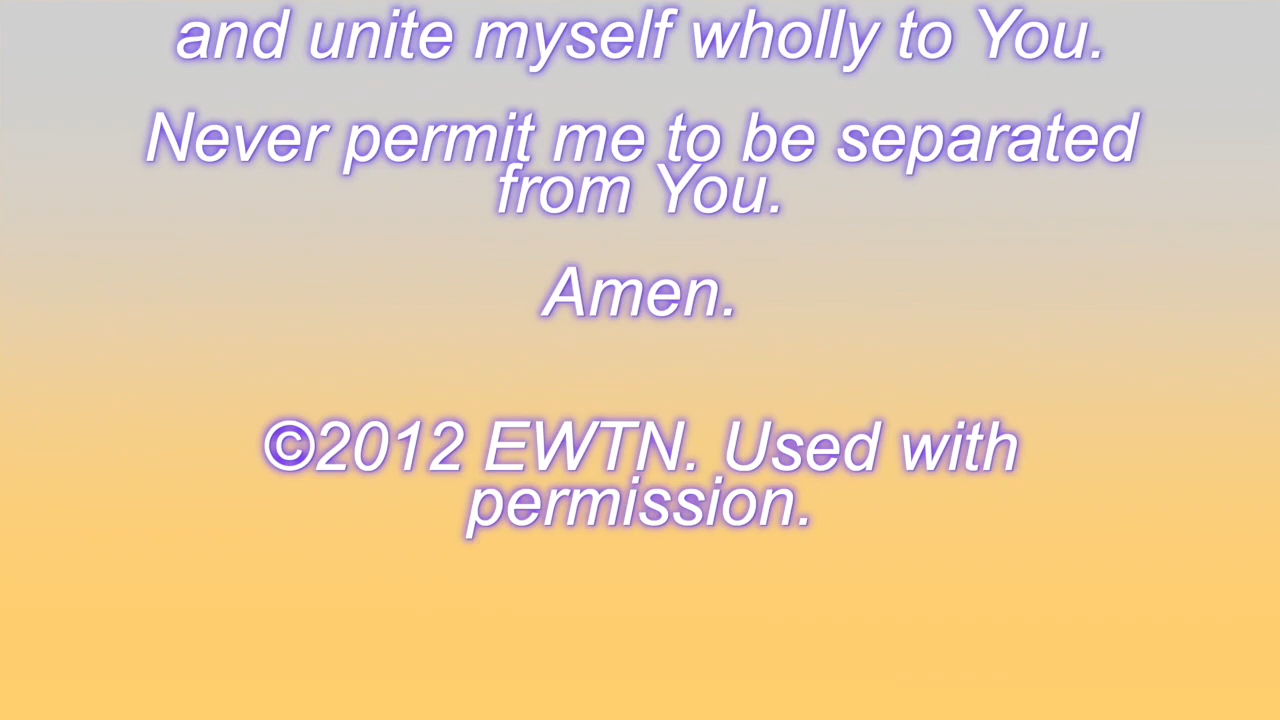 and unite myself wholly to You.
Never permit me to be separated
from You.
Amen.
©2012 EWTN. Used with
permission.